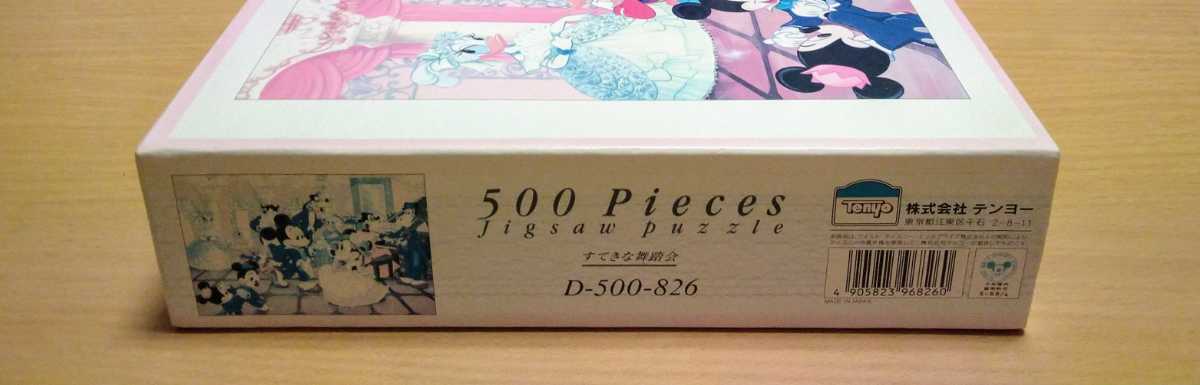 500 Pieces
Jigsaw puzzle
すてきな舞踏会
D-500-826
Tenyo
株式会社 テンヨー
東京都江東区千石 2-8-11
4 905823 968260
MADE IN JAPAN